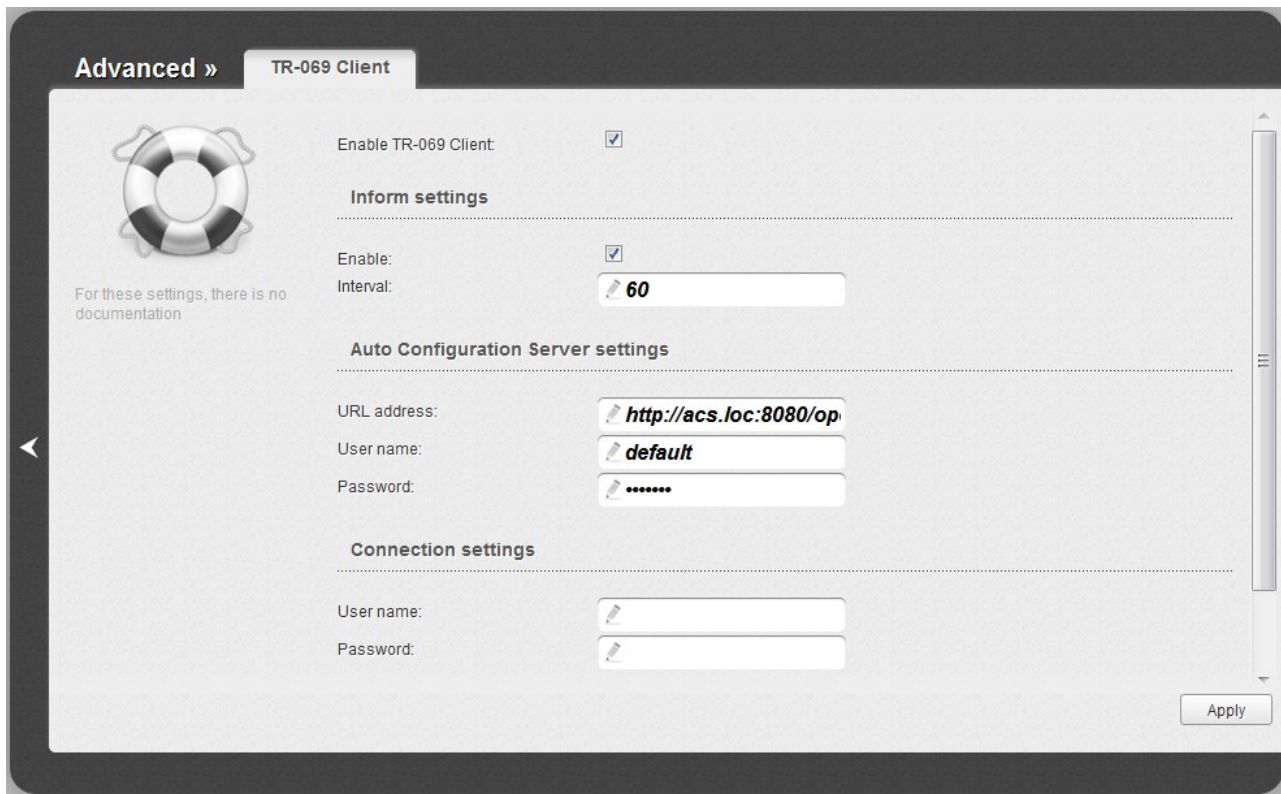 Advanced »
TR-069 Client
Enable TR-069 Client:
Inform settings
Enable:
Interval:
60
For these settings, there is no
documentation
Auto Configuration Server settings
URL address:
http://acs.loc:8080/op
User name:
default
Password:
•••••••
Connection settings
User name:
Password:
Apply